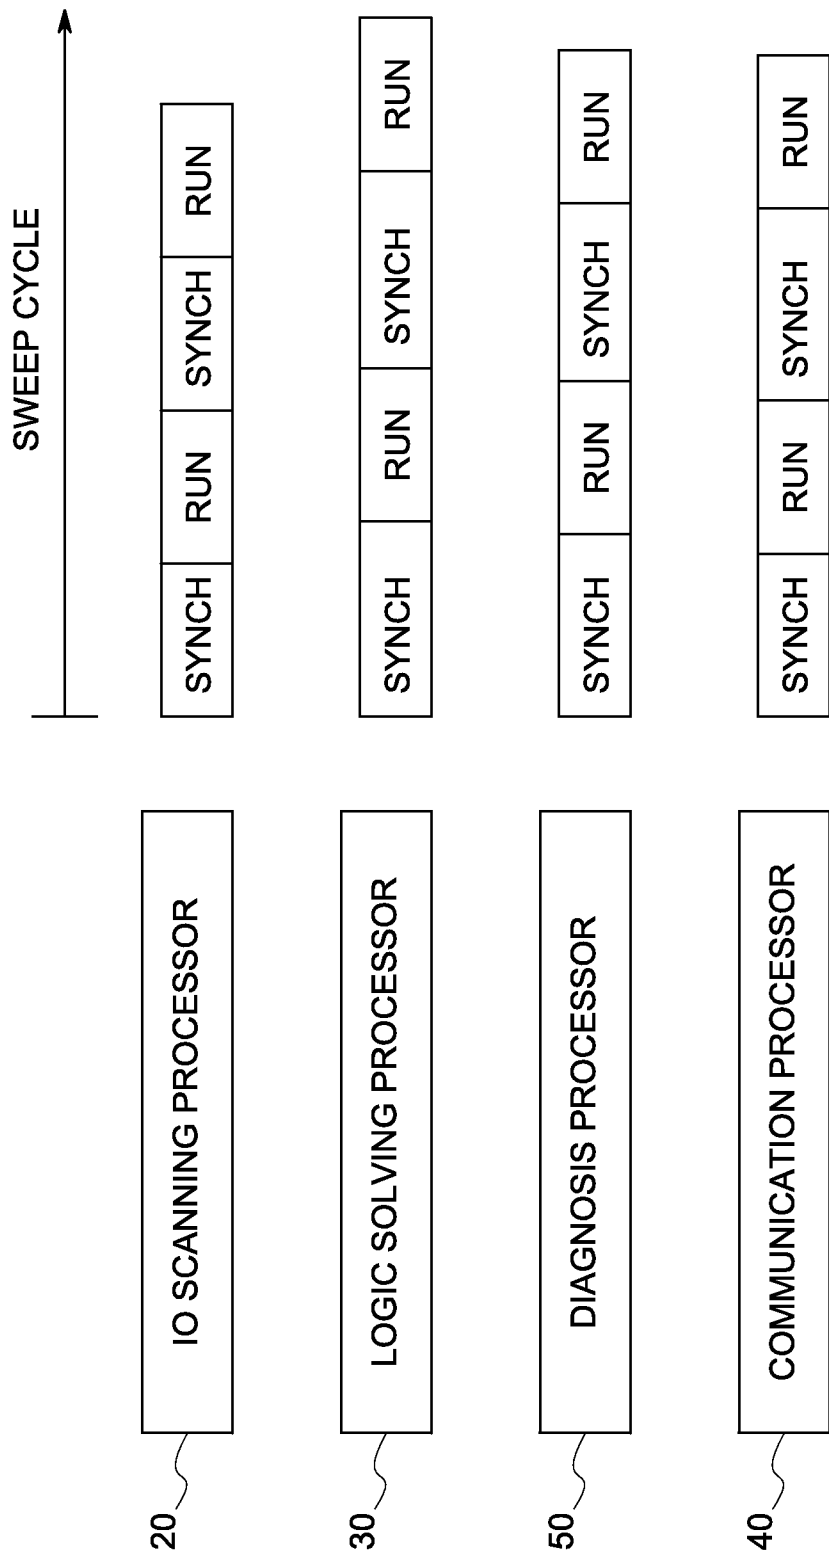 SWEEP CYCLE
20
IO SCANNING PROCESSOR
SYNCH
RUN
SYNCH
RUN
30
LOGIC SOLVING PROCESSOR
SYNCH
RUN
SYNCH
RUN
50
DIAGNOSIS PROCESSOR
SYNCH
RUN
SYNCH
RUN
40
COMMUNICATION PROCESSOR
SYNCH
RUN
SYNCH
RUN